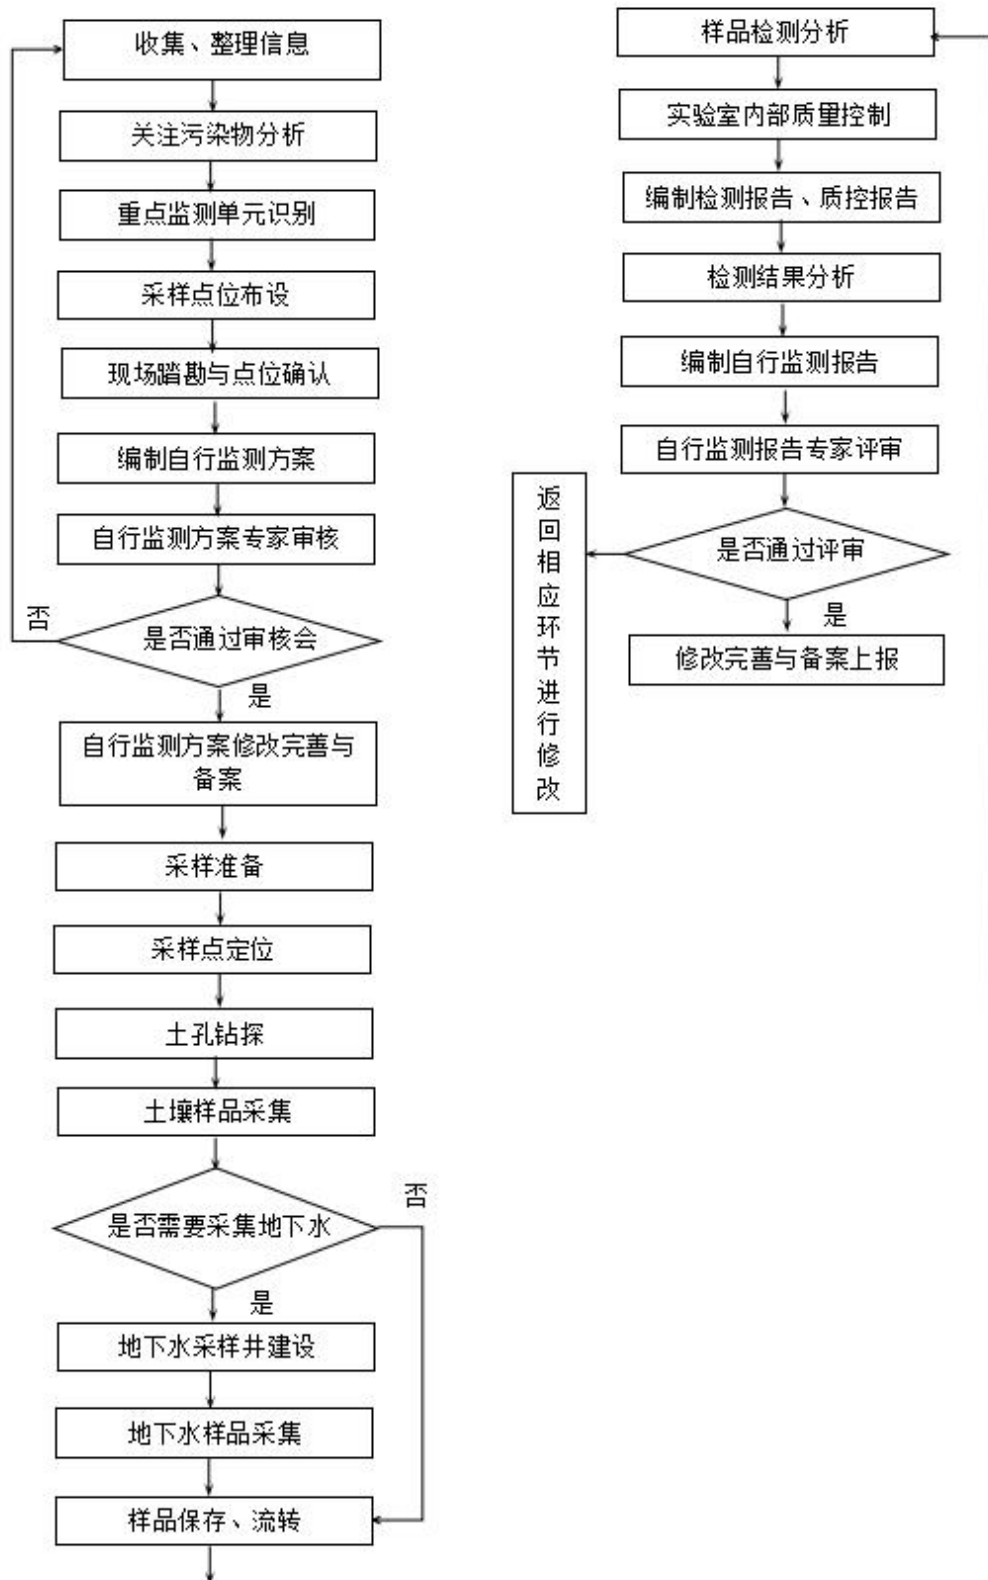 收集、整理信息
关注污染物分析
重点监测单元识别
采样点位布设
现场踏勘与点位确认
编制自行监测方案
自行监测方案专家审核
否
是否通过审核会
是
自行监测方案修改完善与
备案
采样准备
采样点定位
土孔钻探
土壤样品采集
否
是否需要采集地下水
是
地下水采样井建设
地下水样品采集
样品保存、流转
样品检测分析
实验室内部质量控制
编制检测报告、质控报告
检测结果分析
编制自行监测报告
自行监测报告专家评审
是否通过评审
返回相应环节进行修改
是
修改完善与备案上报